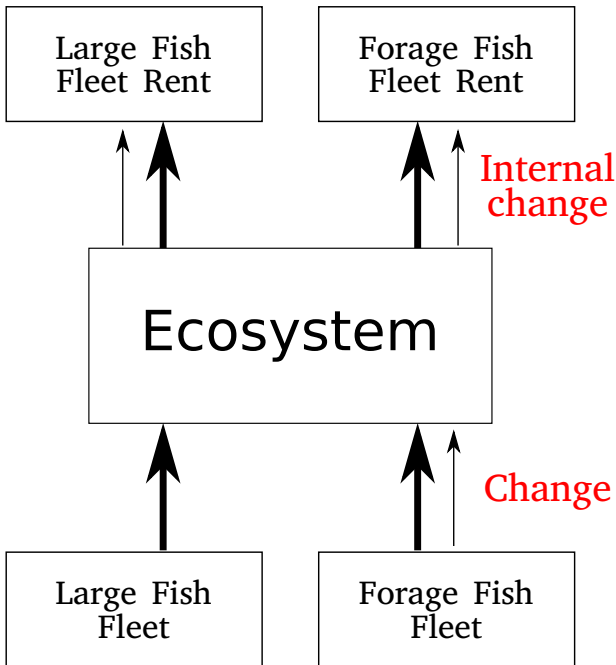 Large Fish
Fleet Rent
Forage Fish
Fleet Rent
Internal
change
Ecosystem
Change
Large Fish
Fleet
Forage Fish
Fleet